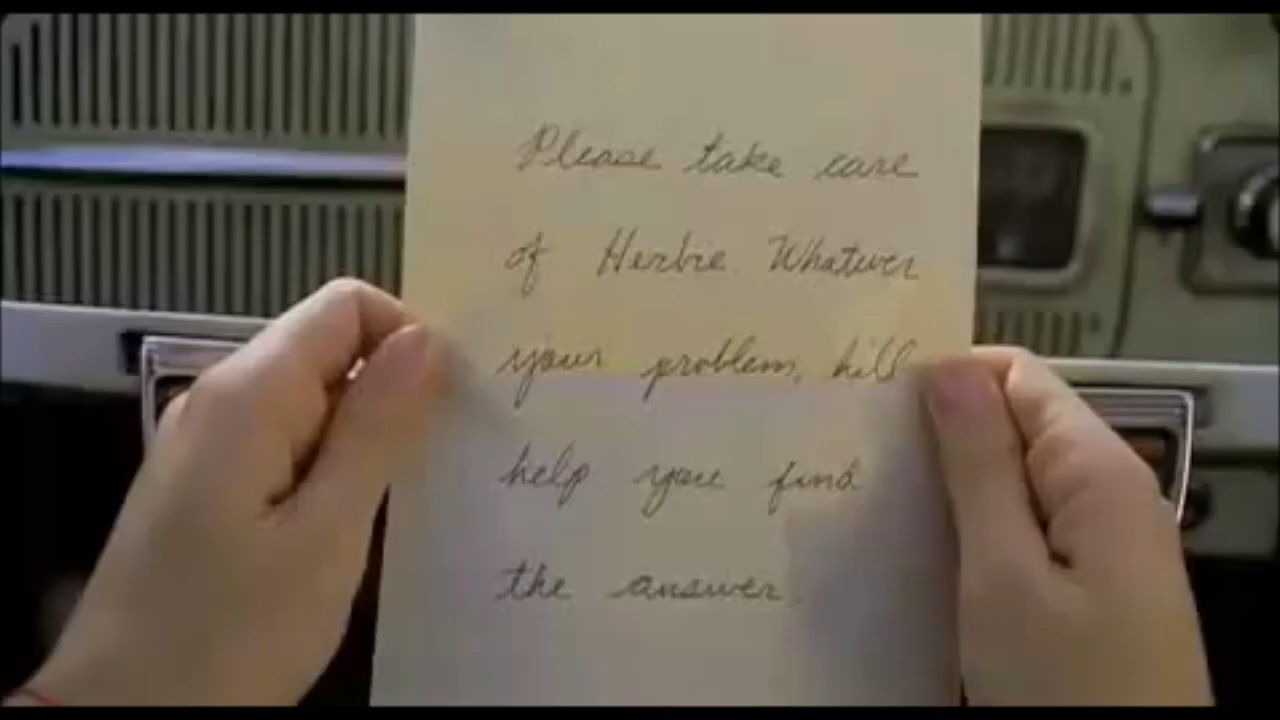 Please take care
of Herbie. Whatever
your problem, he'll
help you find
the answer.